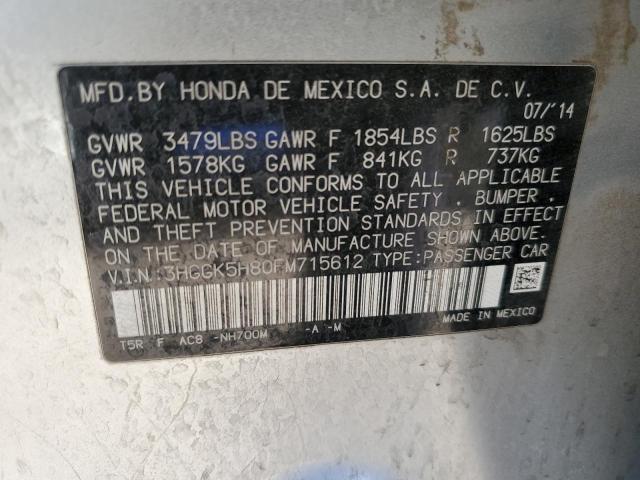 MFD.BY HONDA DE MEXICO S.A. DE C.V.
07/'14
GVWR 3479LBS GAWR F 1854LBS R 1625LBS
GVWR 1578KG GAWR F 841KG R 737KG
THIS VEHICLE CONFORMS TO ALL APPLICABLE
FEDERAL MOTOR VEHICLE SAFETY , BUMPER ,
AND THEFT PREVENTION STANDARDS IN EFFECT
ON THE DATE OF MANUFACTURE SHOWN ABOVE.
V.I.N:3HGGK5H80FM715612 TYPE:PASSENGER CAR
T5R F AC8 -NH700M -A -M
MADE IN MEXICO